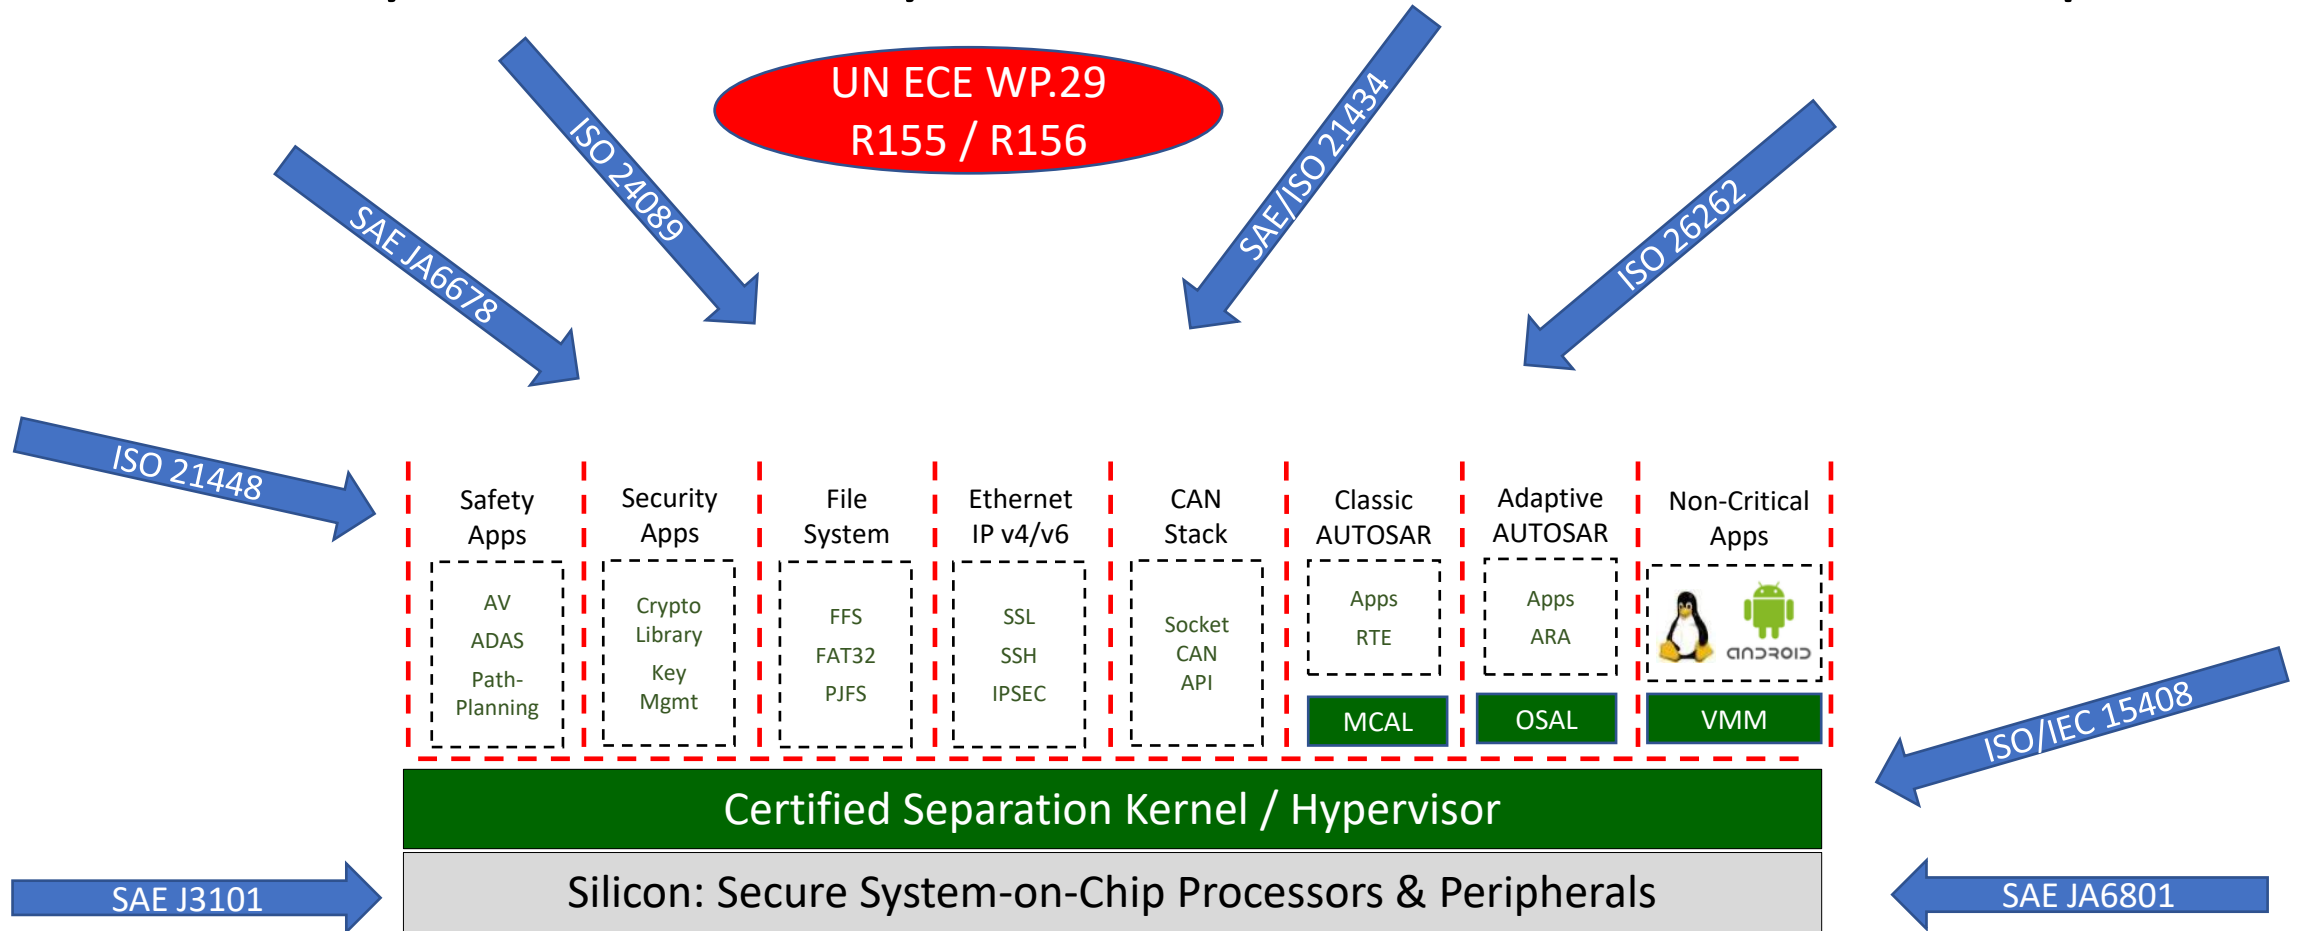 UN ECE WP.29
R155 / R156
ISO 24089
SAE/ISO 21434
SAE JA6678
ISO 26262
ISO 21448
Safety
Apps
AV
ADAS
Path-
Planning
Security
Apps
Crypto
Library
Key
Mgmt
File
System
FFS
FAT32
PJFS
Ethernet
IP v4/v6
SSL
SSH
IPSEC
CAN
Stack
Socket
CAN
API
Classic
AUTOSAR
Apps
RTE
MCAL
Adaptive
AUTOSAR
Apps
ARA
OSAL
Non-Critical
Apps
android
VMM
ISO/IEC 15408
Certified Separation Kernel / Hypervisor
SAE J3101
Silicon: Secure System-on-Chip Processors & Peripherals
SAE JA6801